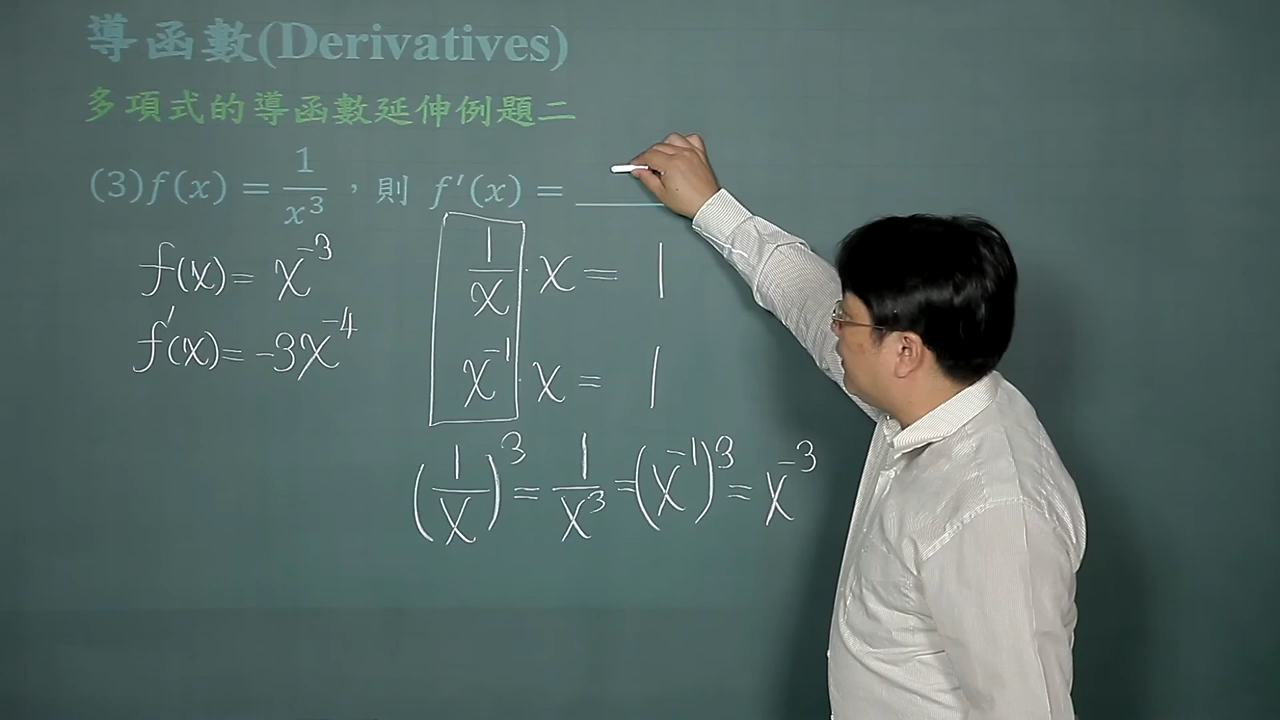 導函數(Derivatives)
多項式的導函數延伸例題二
(3)f(x) = 1/x³ ，則 f′(x) = ____
f(x) = x⁻³
f′(x) = -3x⁻⁴
1/x · x = 1
x⁻¹ · x = 1
(1/x)³ = 1/x³ = (x⁻¹)³ = x⁻³